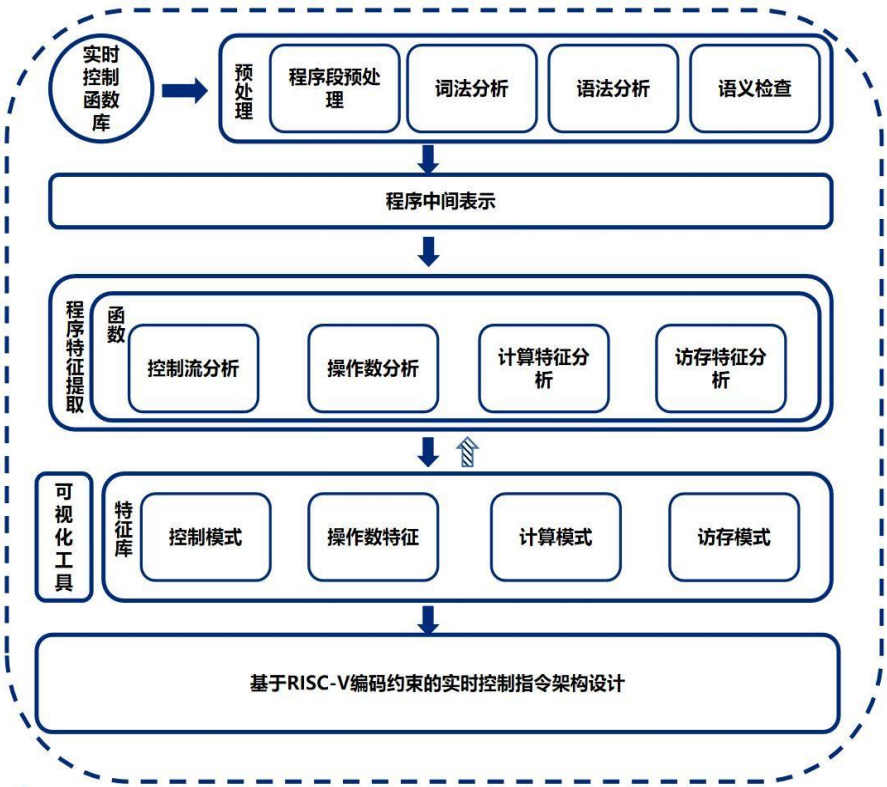 实时
控制
函数
库
预处理
程序段预处
理
词法分析
语法分析
语义检查
程序中间表示
程序特征提取
函数
控制流分析
操作数分析
计算特征分
析
访存特征分
析
可视化工具
特征库
控制模式
操作数特征
计算模式
访存模式
基于RISC-V编码约束的实时控制指令架构设计